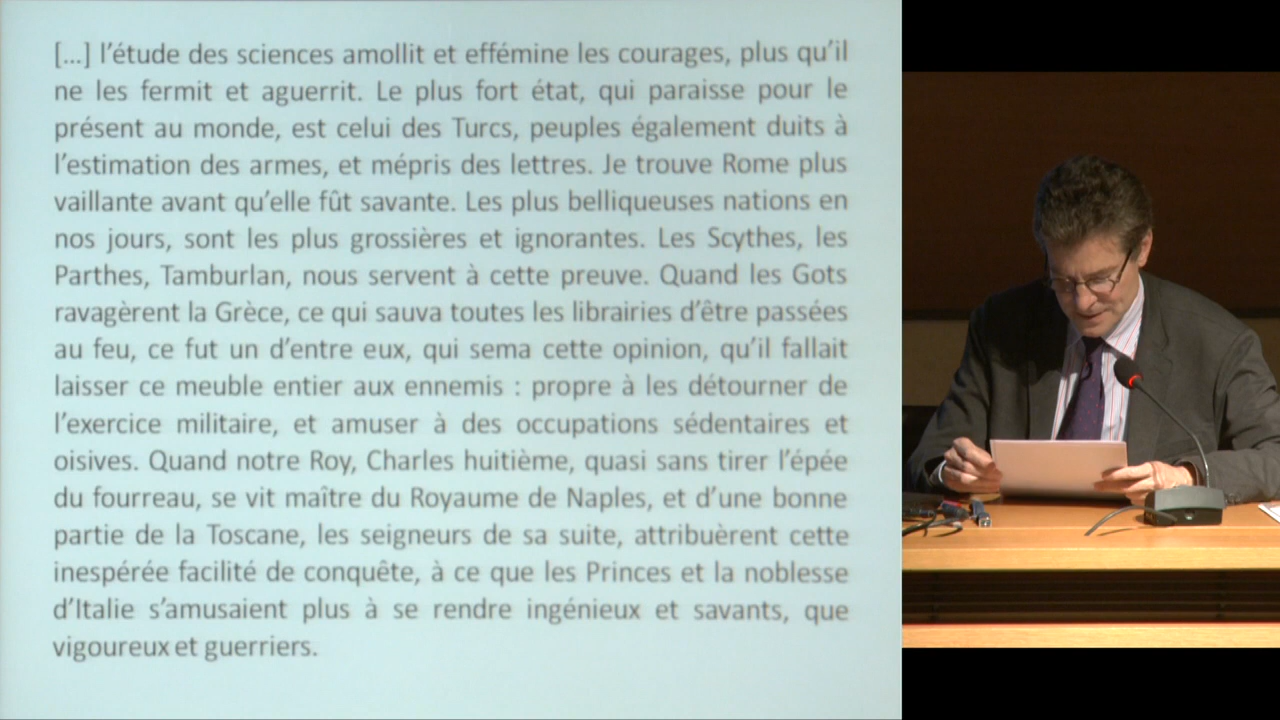 [...] l’étude des sciences amollit et effémine les courages, plus qu’il
ne les fermit et aguerrit. Le plus fort état, qui paraisse pour le
présent au monde, est celui des Turcs, peuples également duits à
l’estimation des armes, et mépris des lettres. Je trouve Rome plus
vaillante avant qu’elle fût savante. Les plus belliqueuses nations en
nos jours, sont les plus grossières et ignorantes. Les Scythes, les
Parthes, Tamburlan, nous servent à cette preuve. Quand les Gots
ravagèrent la Grèce, ce qui sauva toutes les librairies d’être passées
au feu, ce fut un d’entre eux, qui sema cette opinion, qu’il fallait
laisser ce meuble entier aux ennemis : propre à les détourner de
l’exercice militaire, et amuser à des occupations sédentaires et
oisives. Quand notre Roy, Charles huitième, quasi sans tirer l’épée
du fourreau, se vit maître du Royaume de Naples, et d’une bonne
partie de la Toscane, les seigneurs de sa suite, attribuèrent cette
inespérée facilité de conquête, à ce que les Princes et la noblesse
d’Italie s’amusaient plus à se rendre ingénieux et savants, que
vigoureux et guerriers.